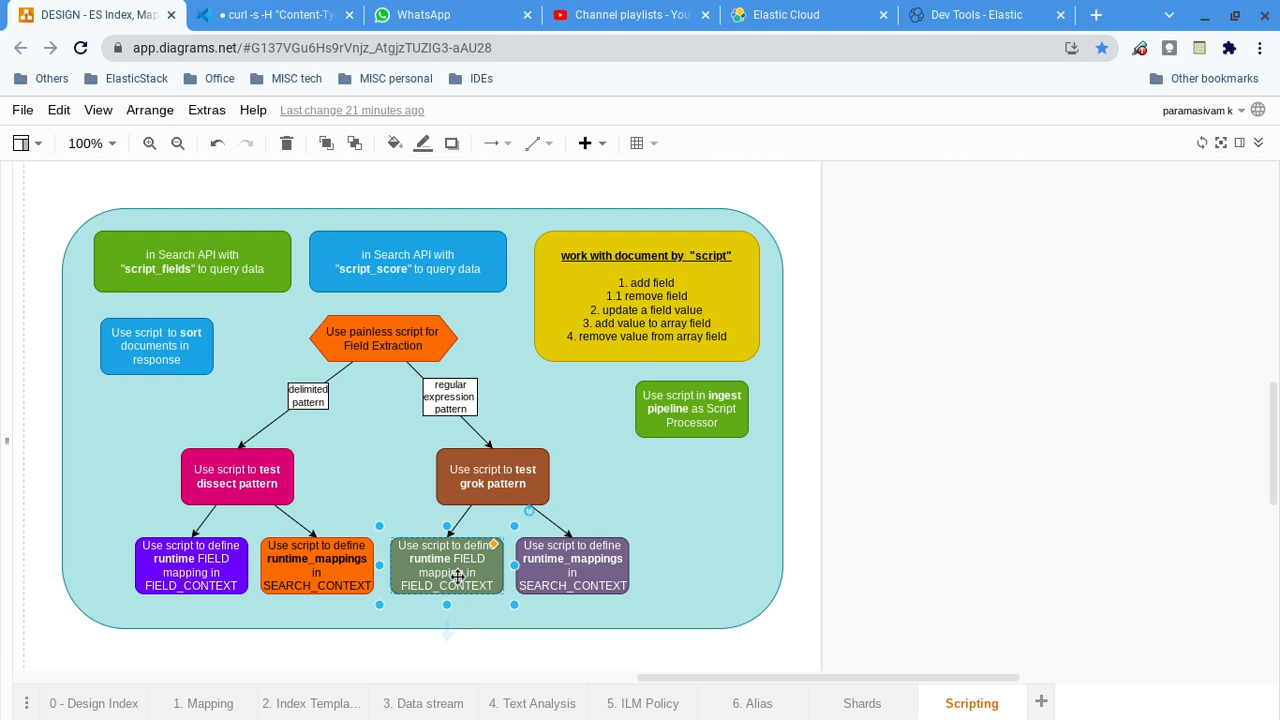 DESIGN - ES Index, Map
• curl -s -H "Content-Ty
WhatsApp
Channel playlists - You
Elastic Cloud
Dev Tools - Elastic
app.diagrams.net/#G137VGu6Hs9rVnjz_AtgjzTUZIG3-aAU28
Others
ElasticStack
Office
MISC tech
MISC personal
IDEs
Other bookmarks
File Edit View Arrange Extras Help Last change 21 minutes ago
paramasivam k
100%
in Search API with
"script_fields" to query data
in Search API with
"script_score" to query data
work with document by "script"
1. add field
1.1 remove field
2. update a field value
3. add value to array field
4. remove value from array field
Use script to sort
documents in
response
Use painless script for
Field Extraction
delimited
pattern
regular
expression
pattern
Use script in ingest
pipeline as Script
Processor
Use script to test
dissect pattern
Use script to test
grok pattern
Use script to define
runtime FIELD
mapping in
FIELD_CONTEXT
Use script to define
runtime_mappings
in
SEARCH_CONTEXT
Use script to define
runtime FIELD
mapping in
FIELD_CONTEXT
Use script to define
runtime_mappings
in
SEARCH_CONTEXT
0 - Design Index
1. Mapping
2. Index Templa...
3. Data stream
4. Text Analysis
5. ILM Policy
6. Alias
Shards
Scripting